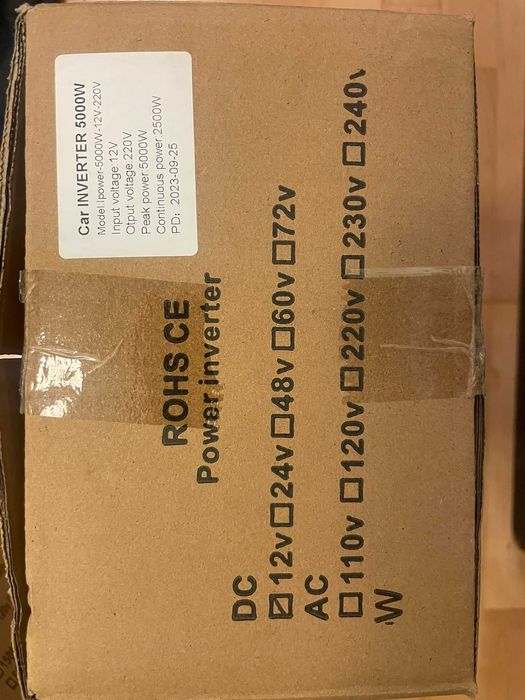 Car INVERTER 5000W
Model Ipower-5000W-12V-220V
Input voltage 12V
Otput voltage 220V
Peak power 5000W
Continuous power 2500W
PD: 2023-09-25
ROHS CE
Power inverter
DC
☑12v☐24v☐48v☐60v☐72v
AC
☐110v☐120v☐220v☐230v☐240v
W